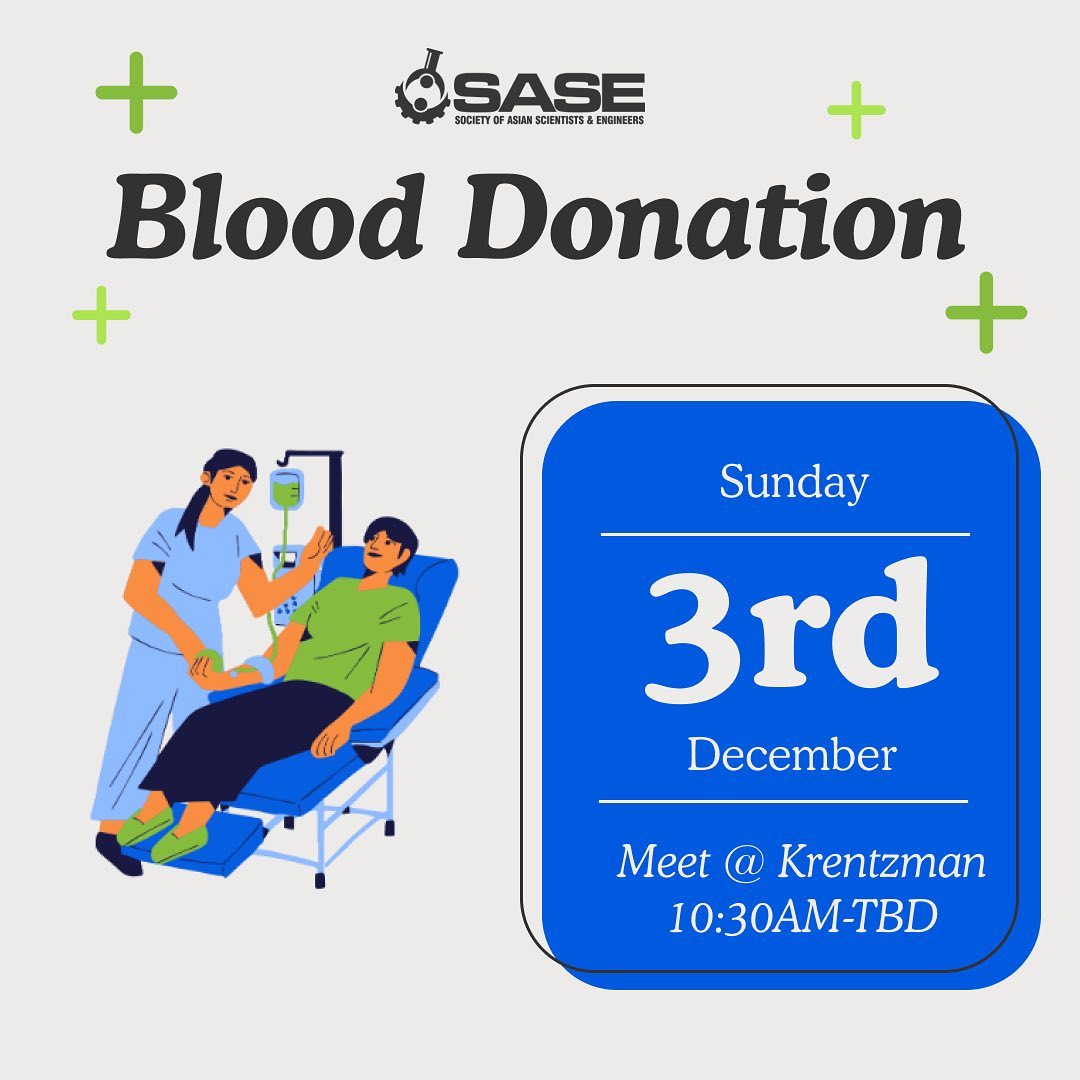 SASE
SOCIETY OF ASIAN SCIENTISTS & ENGINEERS
Blood Donation
Sunday
3rd
December
Meet @ Krentzman
10:30AM-TBD